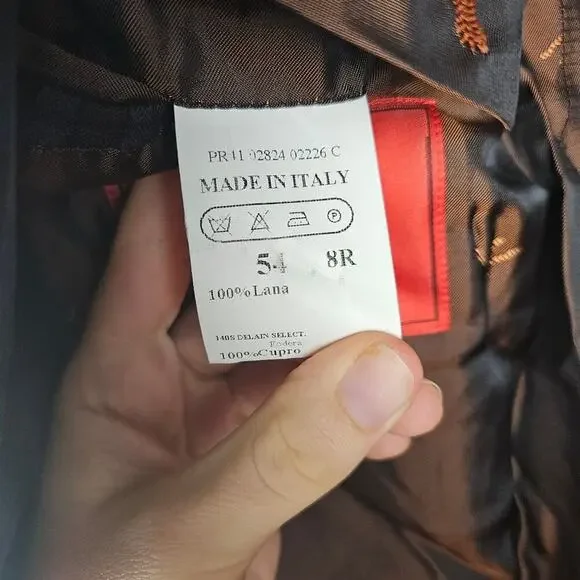 PR41 02824 02226 C
MADE IN ITALY
P
54 8R
100% Lana
140S DELAIN SELECT.
Fodera
100%Cupro